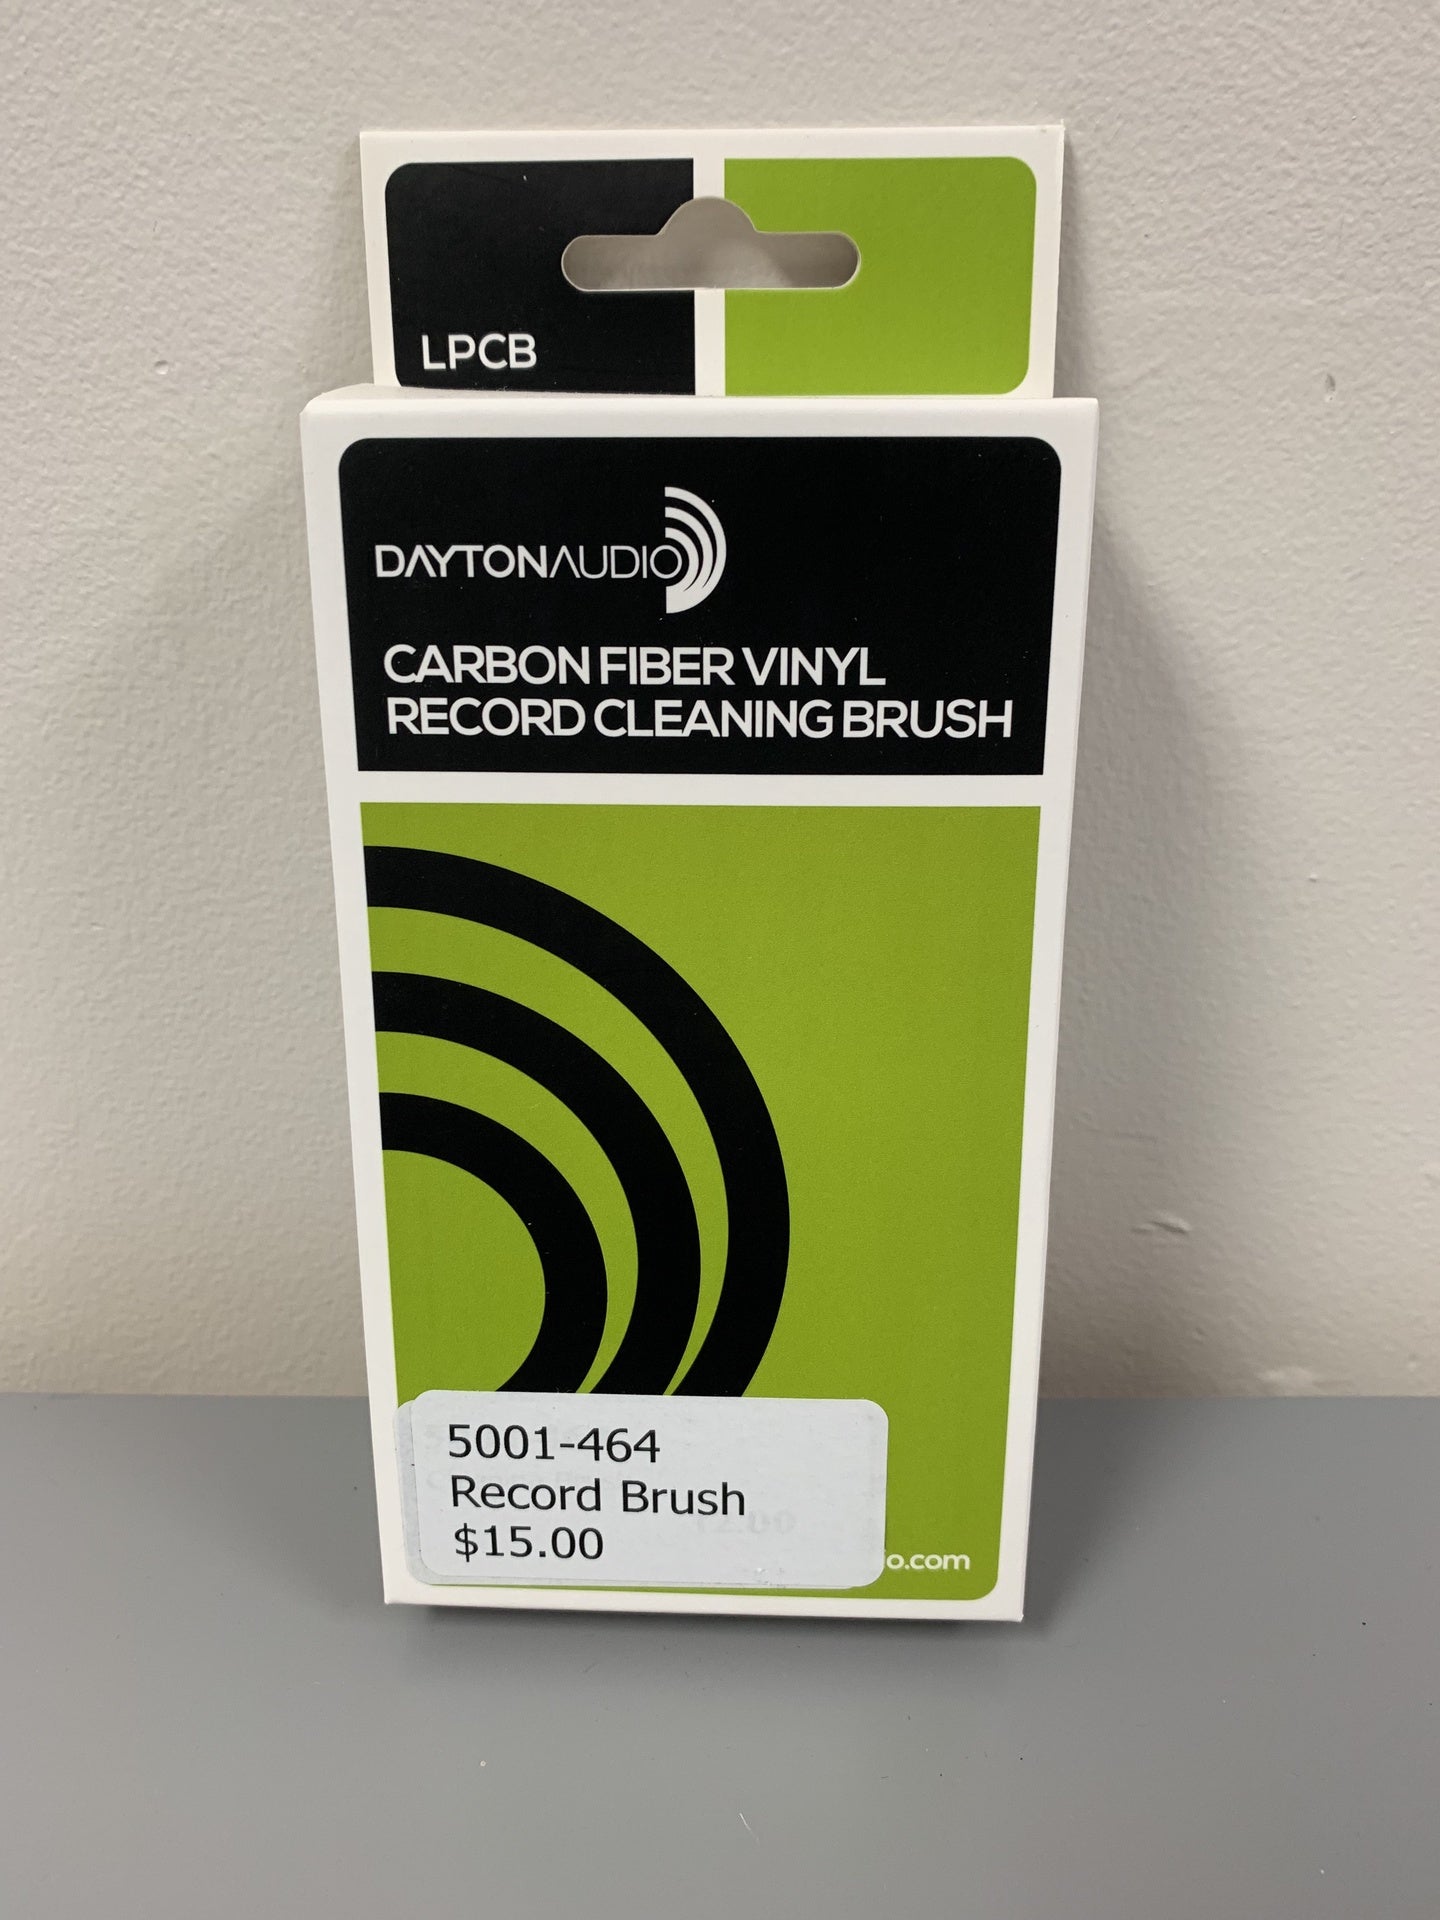 LPCB
DAYTONAUDIO
CARBON FIBER VINYL
RECORD CLEANING BRUSH
5001-464
Record Brush
$15.00
o.com